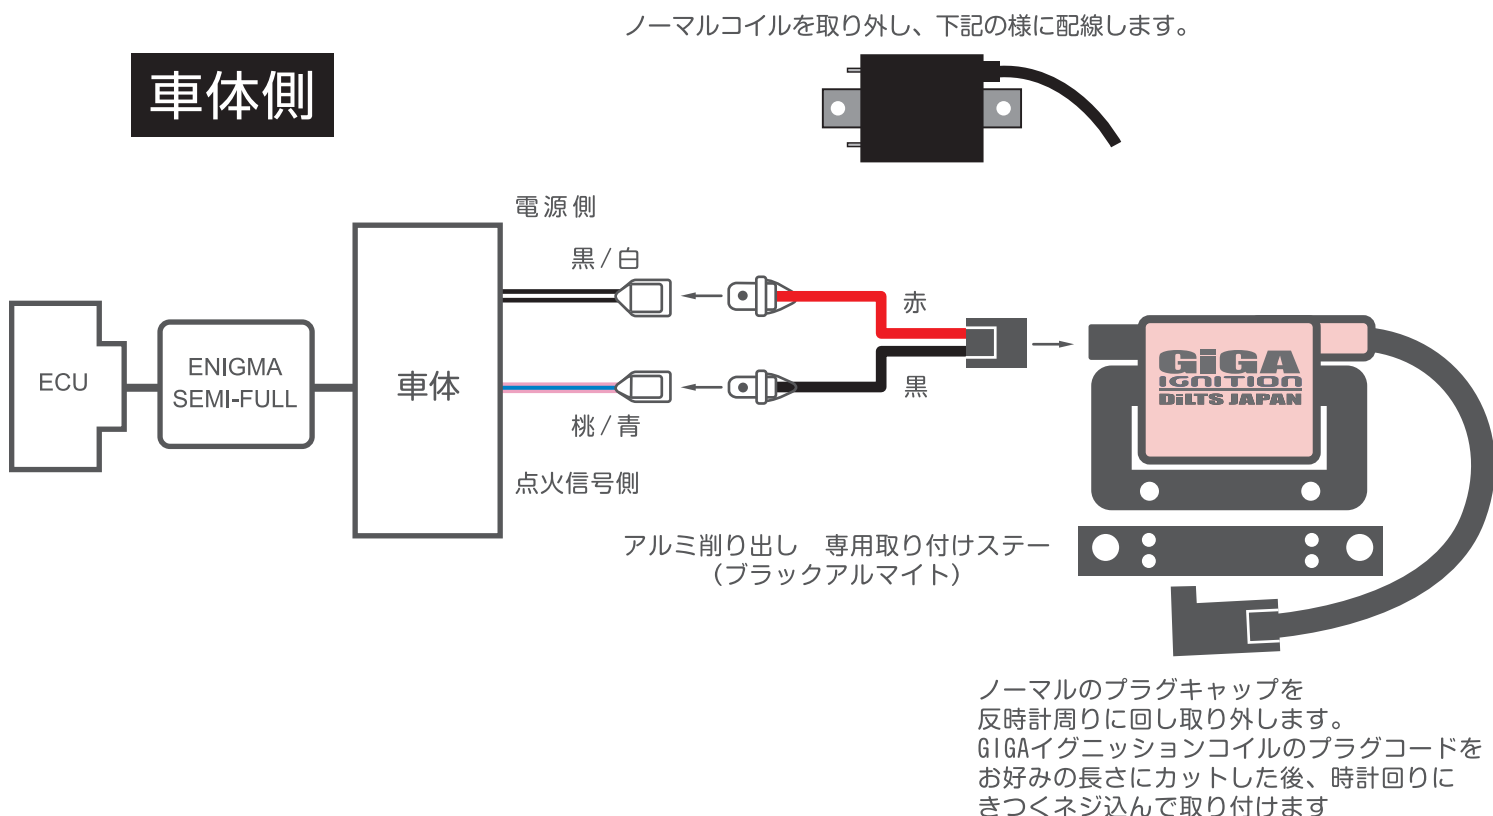 ノーマルコイルを取り外し、下記の様に配線します。
車体側
電源側
黒/白
赤
ECU
ENIGMA
SEMI-FULL
車体
黒
桃/青
点火信号側
GiGA
IGNITION
DiLTS JAPAN
アルミ削り出し　専用取り付けステー
(ブラックアルマイト)
ノーマルのプラグキャップを
反時計周りに回し取り外します。
GIGAイグニッションコイルのプラグコードを
お好みの長さにカットした後、時計回りに
きつくネジ込んで取り付けます